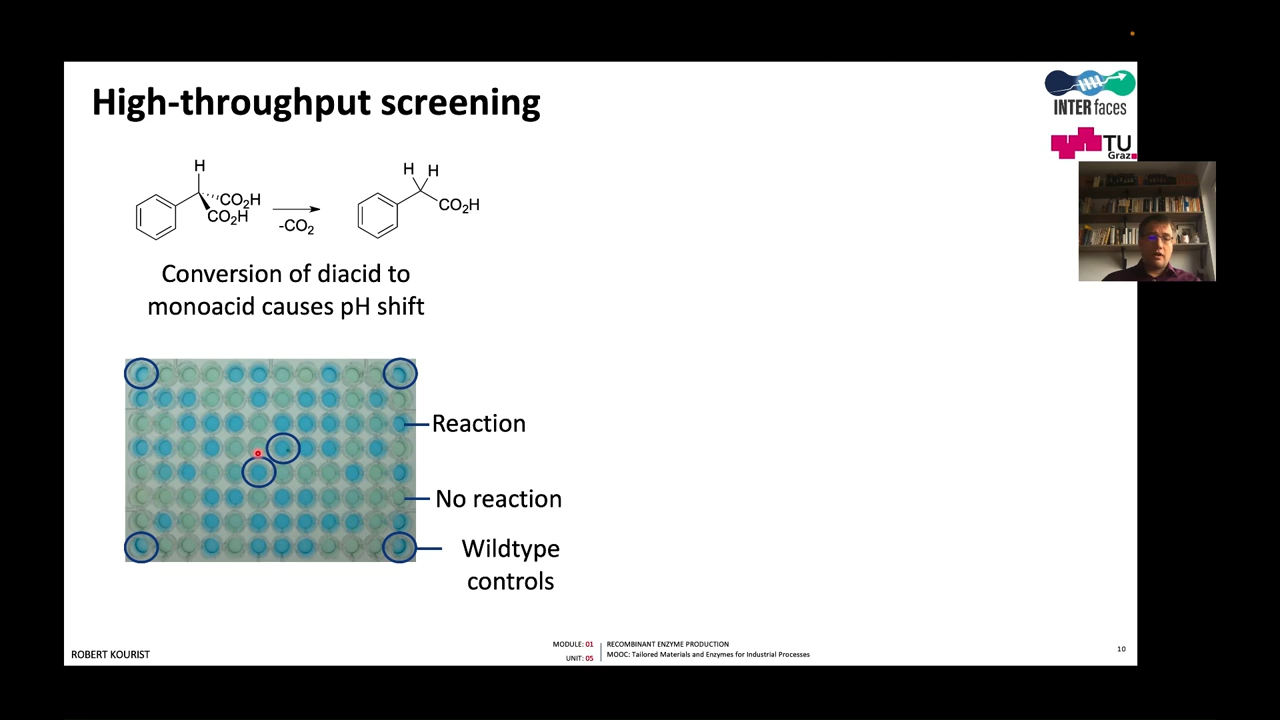 High-throughput screening
INTERfaces
TU
Graz
H
CO₂H
CO₂H
-CO₂
H H
CO₂H
Conversion of diacid to
monoacid causes pH shift
Reaction
No reaction
Wildtype
controls
ROBERT KOURIST
MODULE: 01
UNIT: 05
RECOMBINANT ENZYME PRODUCTION
MOOC: Tailored Materials and Enzymes for Industrial Processes
10